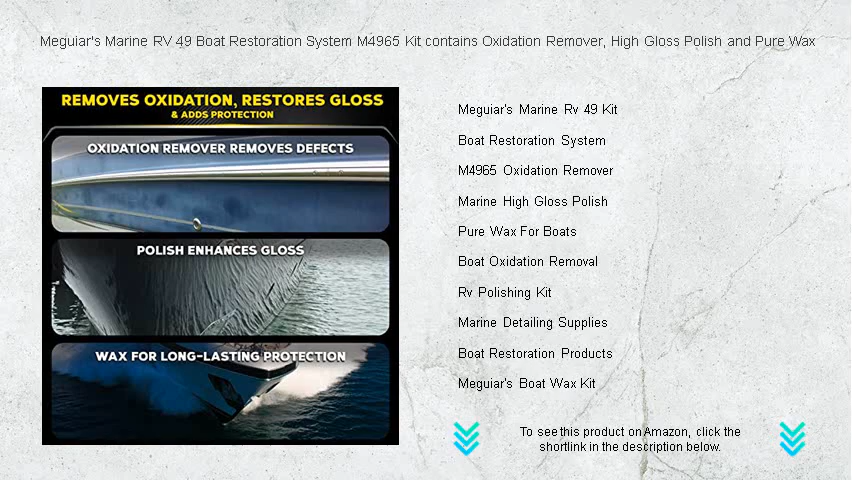 Meguiar's Marine RV 49 Boat Restoration System M4965 Kit contains Oxidation Remover, High Gloss Polish and Pure Wax
REMOVES OXIDATION, RESTORES GLOSS
& ADDS PROTECTION
OXIDATION REMOVER REMOVES DEFECTS
POLISH ENHANCES GLOSS
WAX FOR LONG-LASTING PROTECTION
Meguiar's Marine Rv 49 Kit
Boat Restoration System
M4965 Oxidation Remover
Marine High Gloss Polish
Pure Wax For Boats
Boat Oxidation Removal
Rv Polishing Kit
Marine Detailing Supplies
Boat Restoration Products
Meguiar's Boat Wax Kit
To see this product on Amazon, click the
shortlink in the description below.